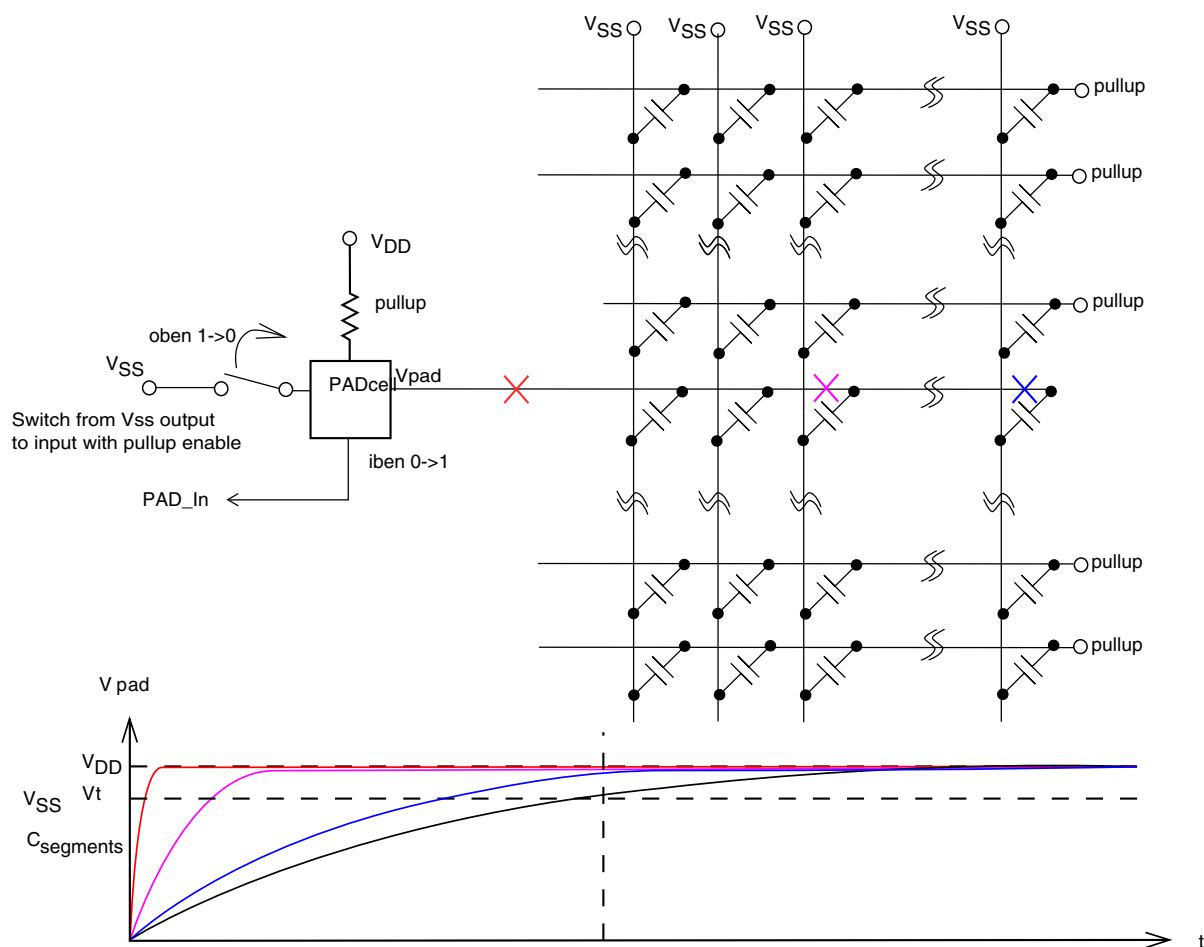 VSS VSS VSS VSS
pullup
pullup
VDD
pullup
pullup
oben 1->0
VSS
PADcell Vpad
Switch from Vss output
to input with pullup enable
iben 0->1
PAD_In
pullup
pullup
V pad
VDD
Vt
VSS
Csegments
t